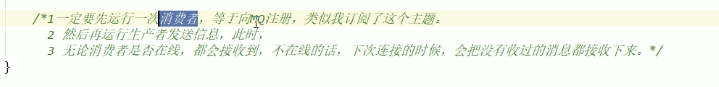 /*1一定要先运行一次消费者，等于向MQ注册，类似我订阅了这个主题。
2 然后再运行生产者发送信息，此时，
3 无论消费者是否在线，都会接收到，不在线的话，下次连接的时候，会把没有收过的消息都接收下来。*/
}